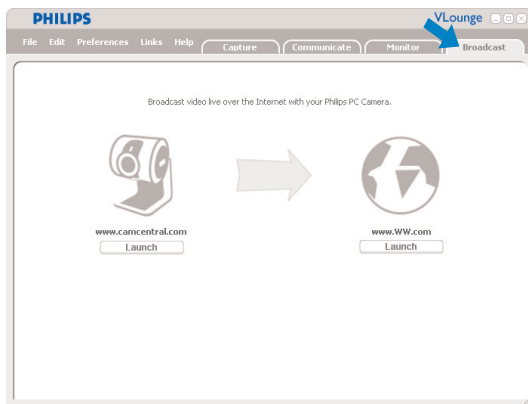 PHILIPS VLounge
File Edit Preferences Links Help Capture Communicate Monitor Broadcast
Broadcast video live over the Internet with your Philips PC Camera.
www.camcentral.com www.WW.com
Launch Launch